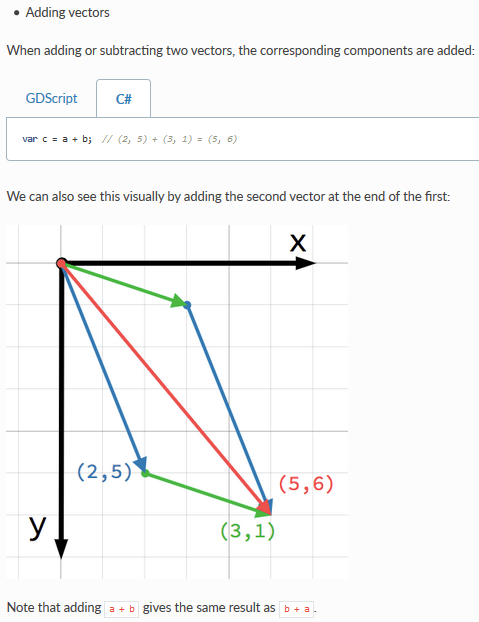 • Adding vectors
When adding or subtracting two vectors, the corresponding components are added:
GDScript
C#
var c = a + b; // (2, 5) + (3, 1) = (5, 6)
We can also see this visually by adding the second vector at the end of the first:
x
(2,5)
(5,6)
y
(3,1)
Note that adding a + b gives the same result as b + a.